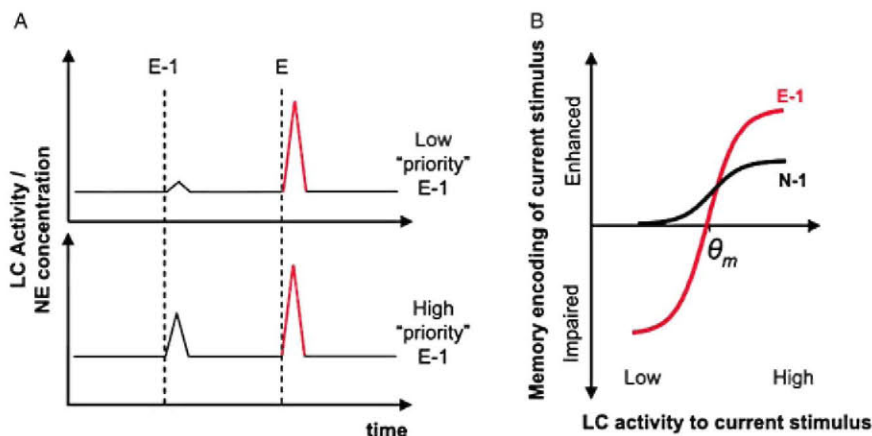 A
E-1
E
Low
"priority"
E-1
LC Activity /
NE concentration
High
"priority"
E-1
time
B
Memory encoding of current stimulus
Enhanced
Impaired
E-1
N-1
θm
Low
High
LC activity to current stimulus